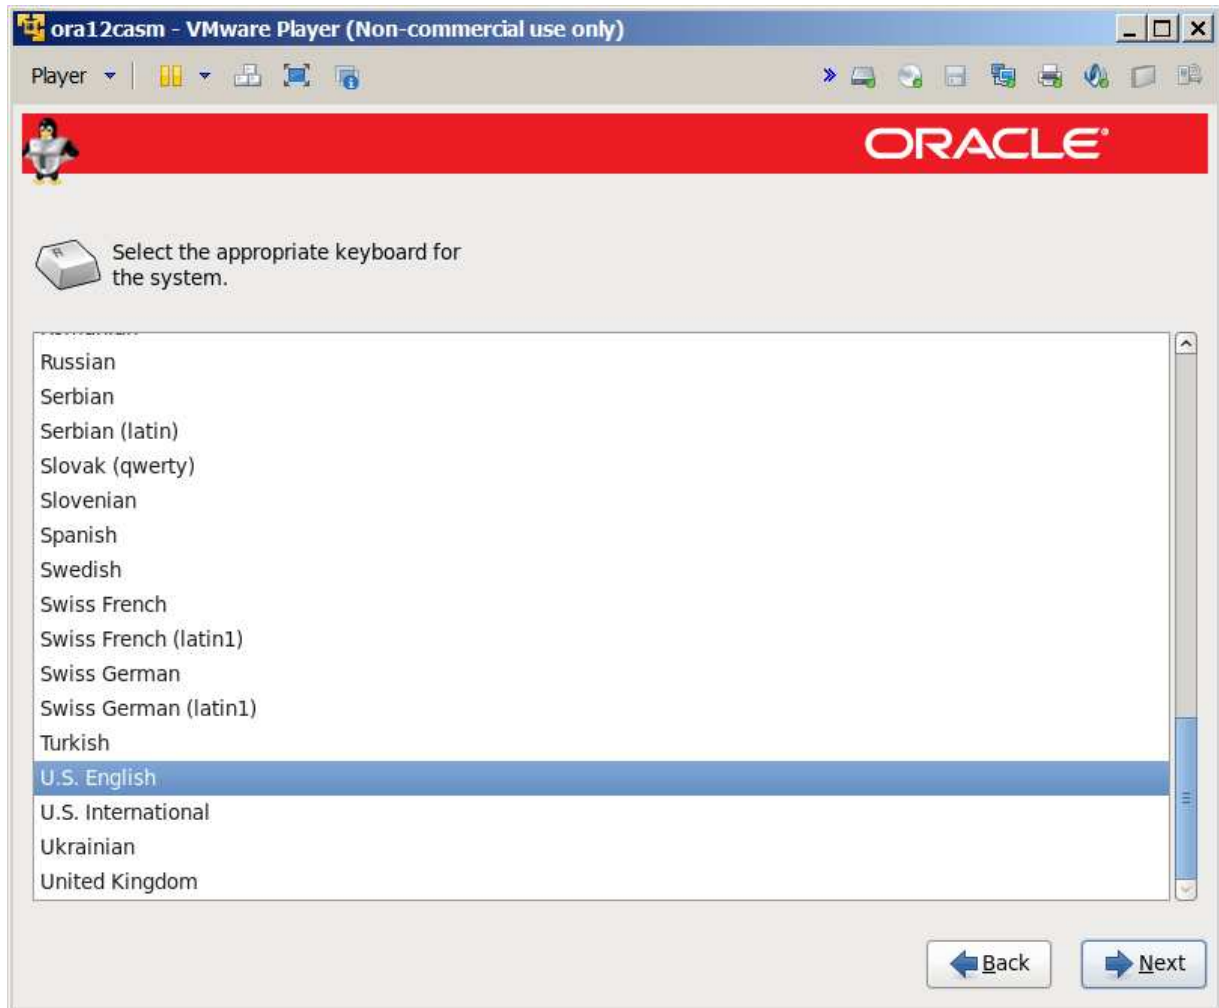 ora12casm - VMware Player (Non-commercial use only)
Player
ORACLE
Select the appropriate keyboard for
the system.
Russian
Serbian
Serbian (latin)
Slovak (qwerty)
Slovenian
Spanish
Swedish
Swiss French
Swiss French (latin1)
Swiss German
Swiss German (latin1)
Turkish
U.S. English
U.S. International
Ukrainian
United Kingdom
Back
Next